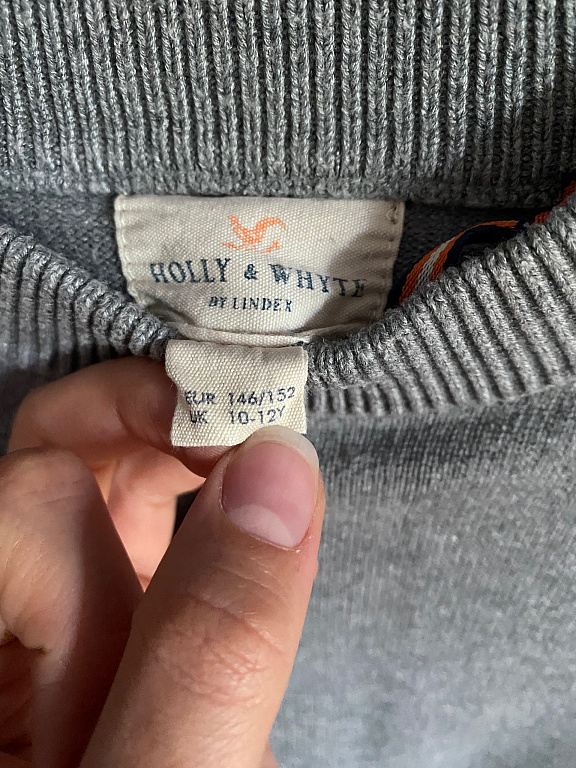 HOLLY & WHYTE
BY LINDEX
EUR 146/152
UK 10-12Y